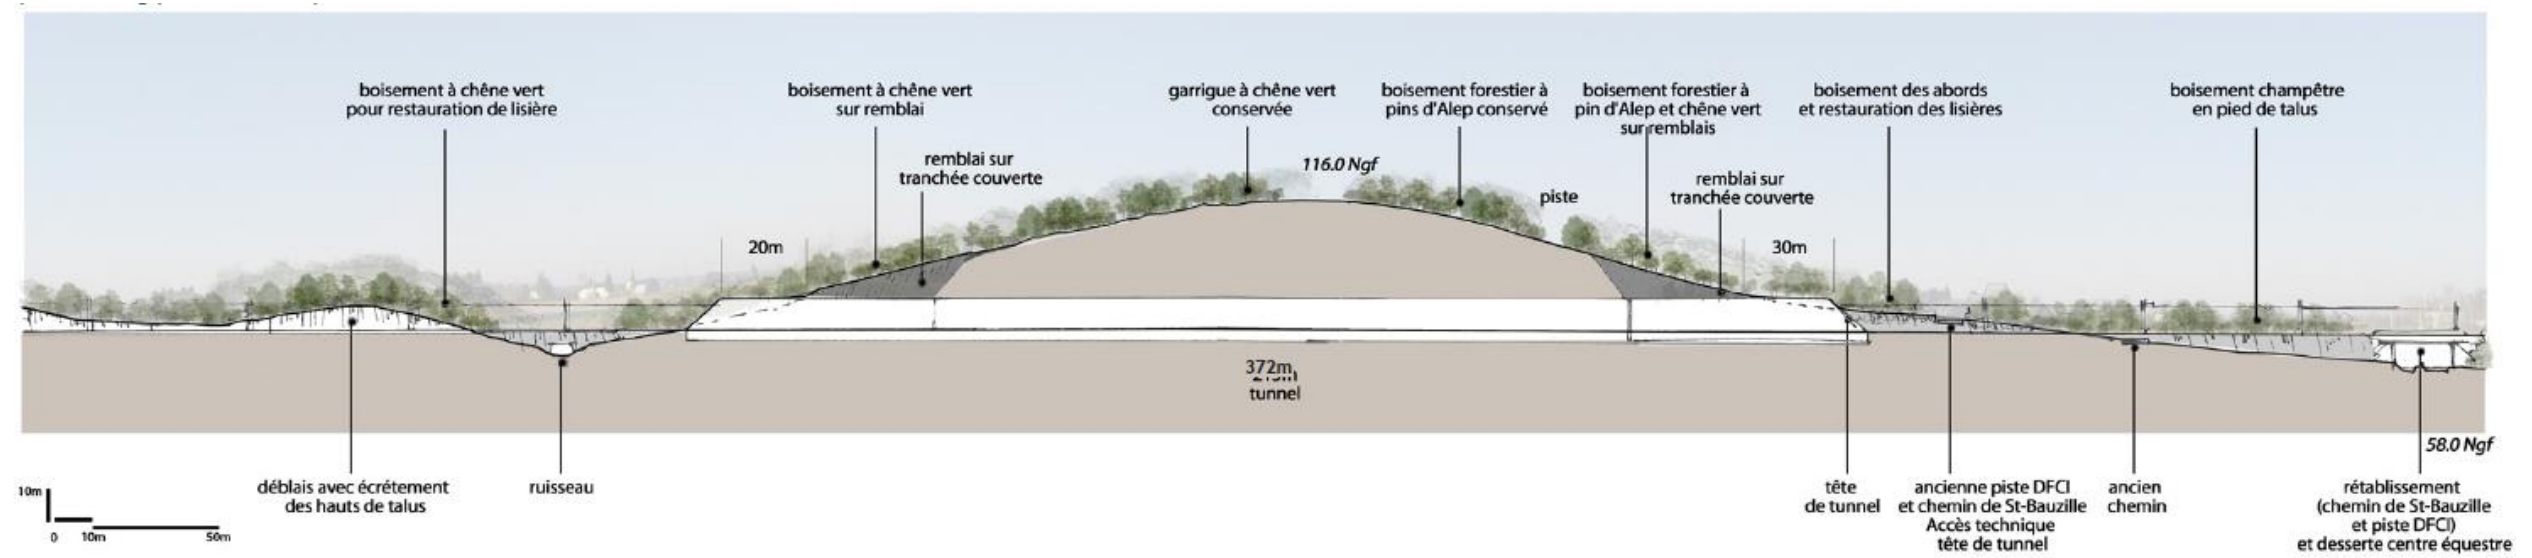 boisement à chêne vert
pour restauration de lisière
boisement à chêne vert
sur remblai
garrigue à chêne vert
conservée
boisement forestier à
pins d'Alep conservé
boisement forestier à
pin d'Alep et chêne vert
sur remblais
boisement des abords
et restauration des lisières
boisement champêtre
en pied de talus
remblai sur
tranchée couverte
116.0 Ngf
piste
remblai sur
tranchée couverte
20m
30m
372m
tunnel
58.0 Ngf
déblais avec écrétement
des hauts de talus
ruisseau
tête
de tunnel
ancienne piste DFCI
et chemin de St-Bauzille
Accès technique
tête de tunnel
ancien
chemin
rétablissement
(chemin de St-Bauzille
et piste DFCI)
et desserte centre équestre
10m
0 10m 50m